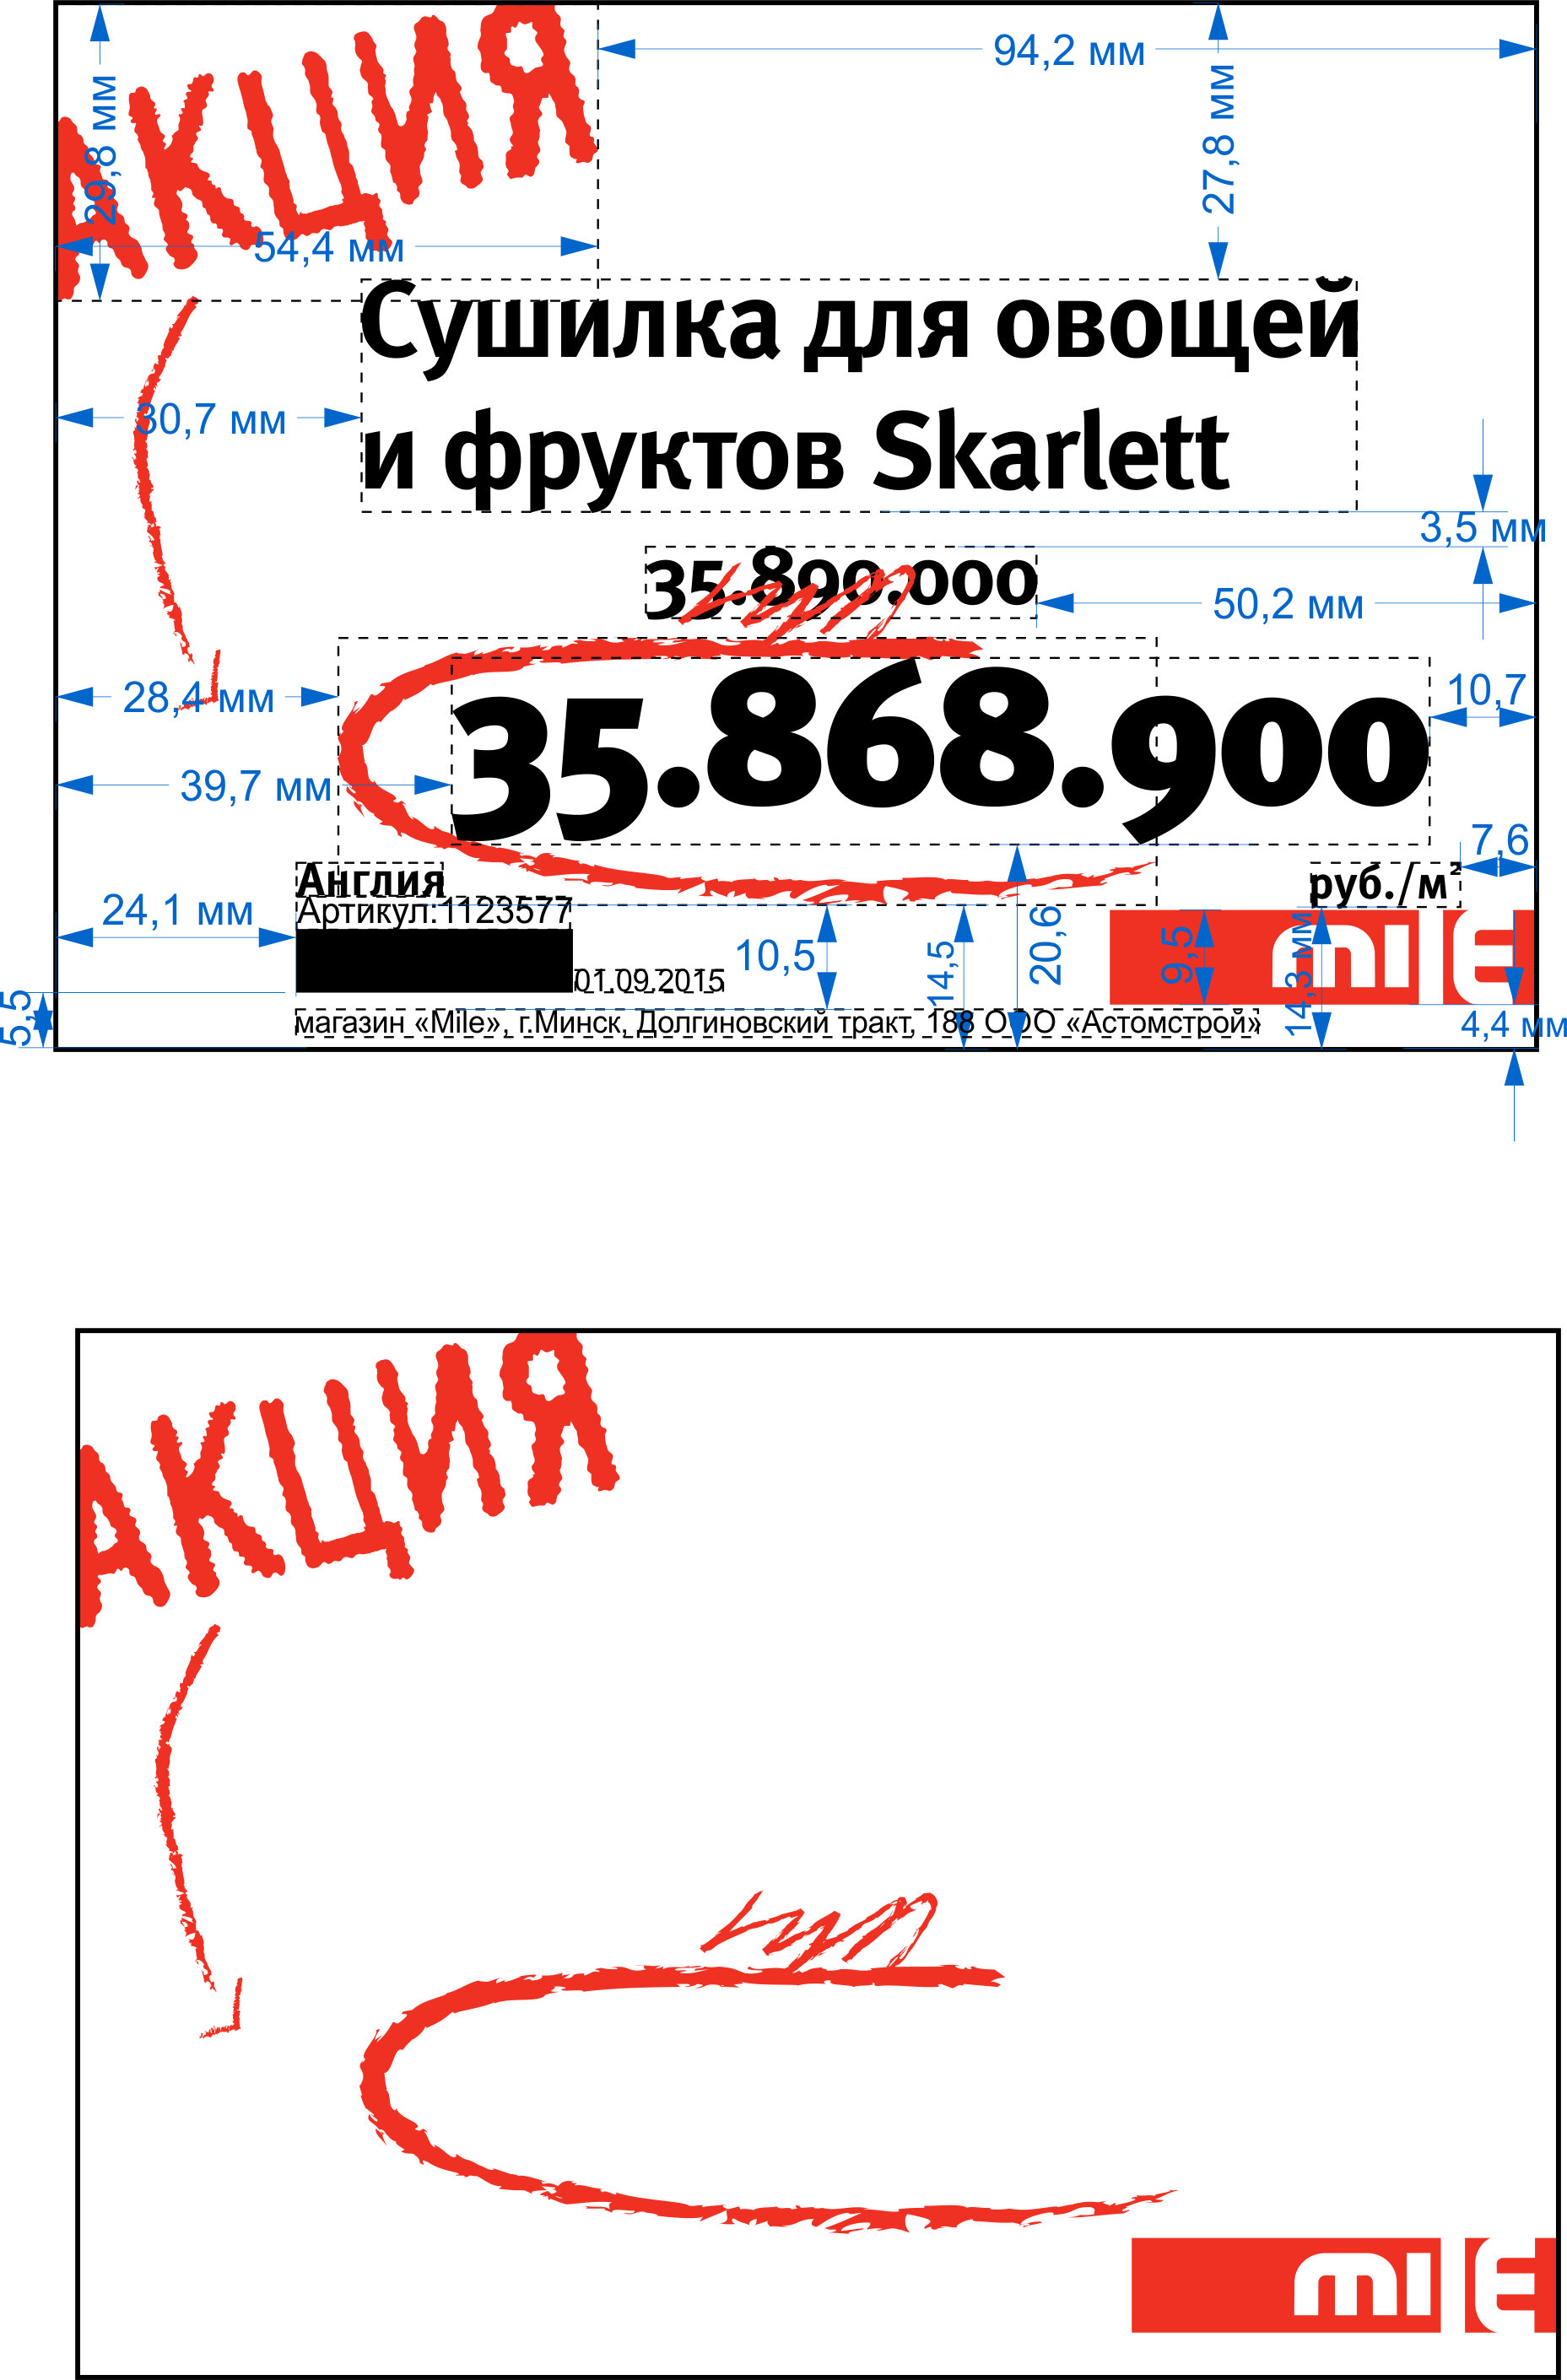 АКЦИЯ
94,2 мм
29,8 мм
27,8 мм
54,4 мм
Сушилка для овощей
30,7 мм
и фруктов Skarlett
3,5 мм
35.890.000
50,2 мм
28,4 мм
35.868.900
10,7
39,7 мм
7,6
Англия
руб./м²
24,1 мм
Артикул:1123577
10,5
14,5
20,6
9,5
14,3 мм
mi
01.09.2015
5,5
магазин «Mile», г.Минск, Долгиновский тракт, 188 ООО «Астомстрой»
4,4 мм
АКЦИЯ
mi